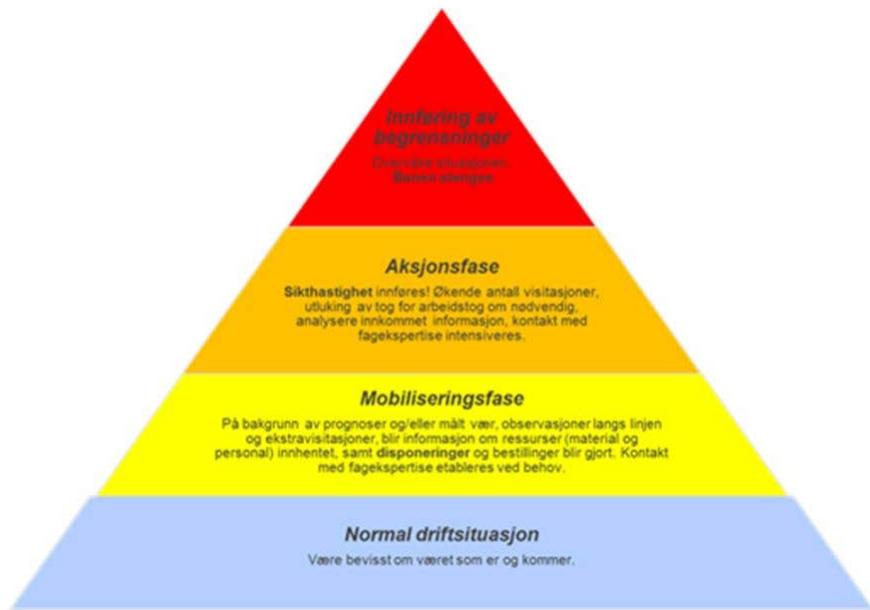 Innføring av
begrensninger
Overvåke situasjonen.
Banen stenges
Aksjonsfase
Sikthastighet innføres! Økende antall visitasjoner,
utluking av tog for arbeidstog om nødvendig,
analysere innkommet informasjon, kontakt med
fagekspertise intensiveres.
Mobiliseringsfase
På bakgrunn av prognoser og/eller målt vær, observasjoner langs linjen
og ekstravisitasjoner, blir informasjon om ressurser (material og
personal) innhentet, samt disponeringer og bestillinger blir gjort. Kontakt
med fagekspertise etableres ved behov.
Normal driftsituasjon
Være bevisst om været som er og kommer.